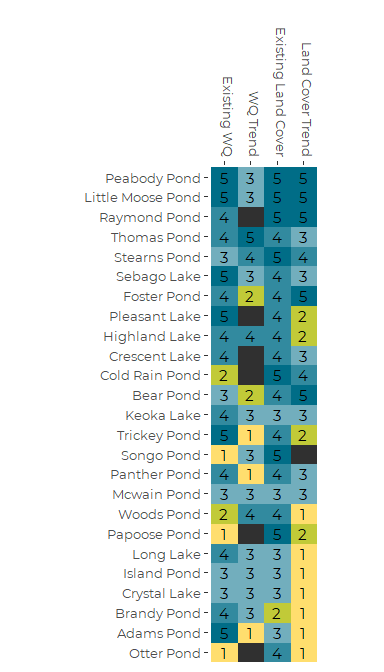 Existing WQ
WQ Trend
Existing Land Cover
Land Cover Trend
Peabody Pond 5 3 5 5
Little Moose Pond 5 3 5 5
Raymond Pond 4 5 5
Thomas Pond 4 5 4 3
Stearns Pond 3 4 5 4
Sebago Lake 5 3 4 3
Foster Pond 4 2 4 5
Pleasant Lake 5 4 2
Highland Lake 4 4 4 2
Crescent Lake 4 4 3
Cold Rain Pond 2 5 4
Bear Pond 3 2 4 5
Keoka Lake 4 3 3 3
Trickey Pond 5 1 4 2
Songo Pond 1 3 5
Panther Pond 4 1 4 3
Mcwain Pond 3 3 3 3
Woods Pond 2 4 4 1
Papoose Pond 1 5 2
Long Lake 4 3 3 1
Island Pond 3 3 3 1
Crystal Lake 3 3 3 1
Brandy Pond 4 3 2 1
Adams Pond 5 1 3 1
Otter Pond 1 4 1